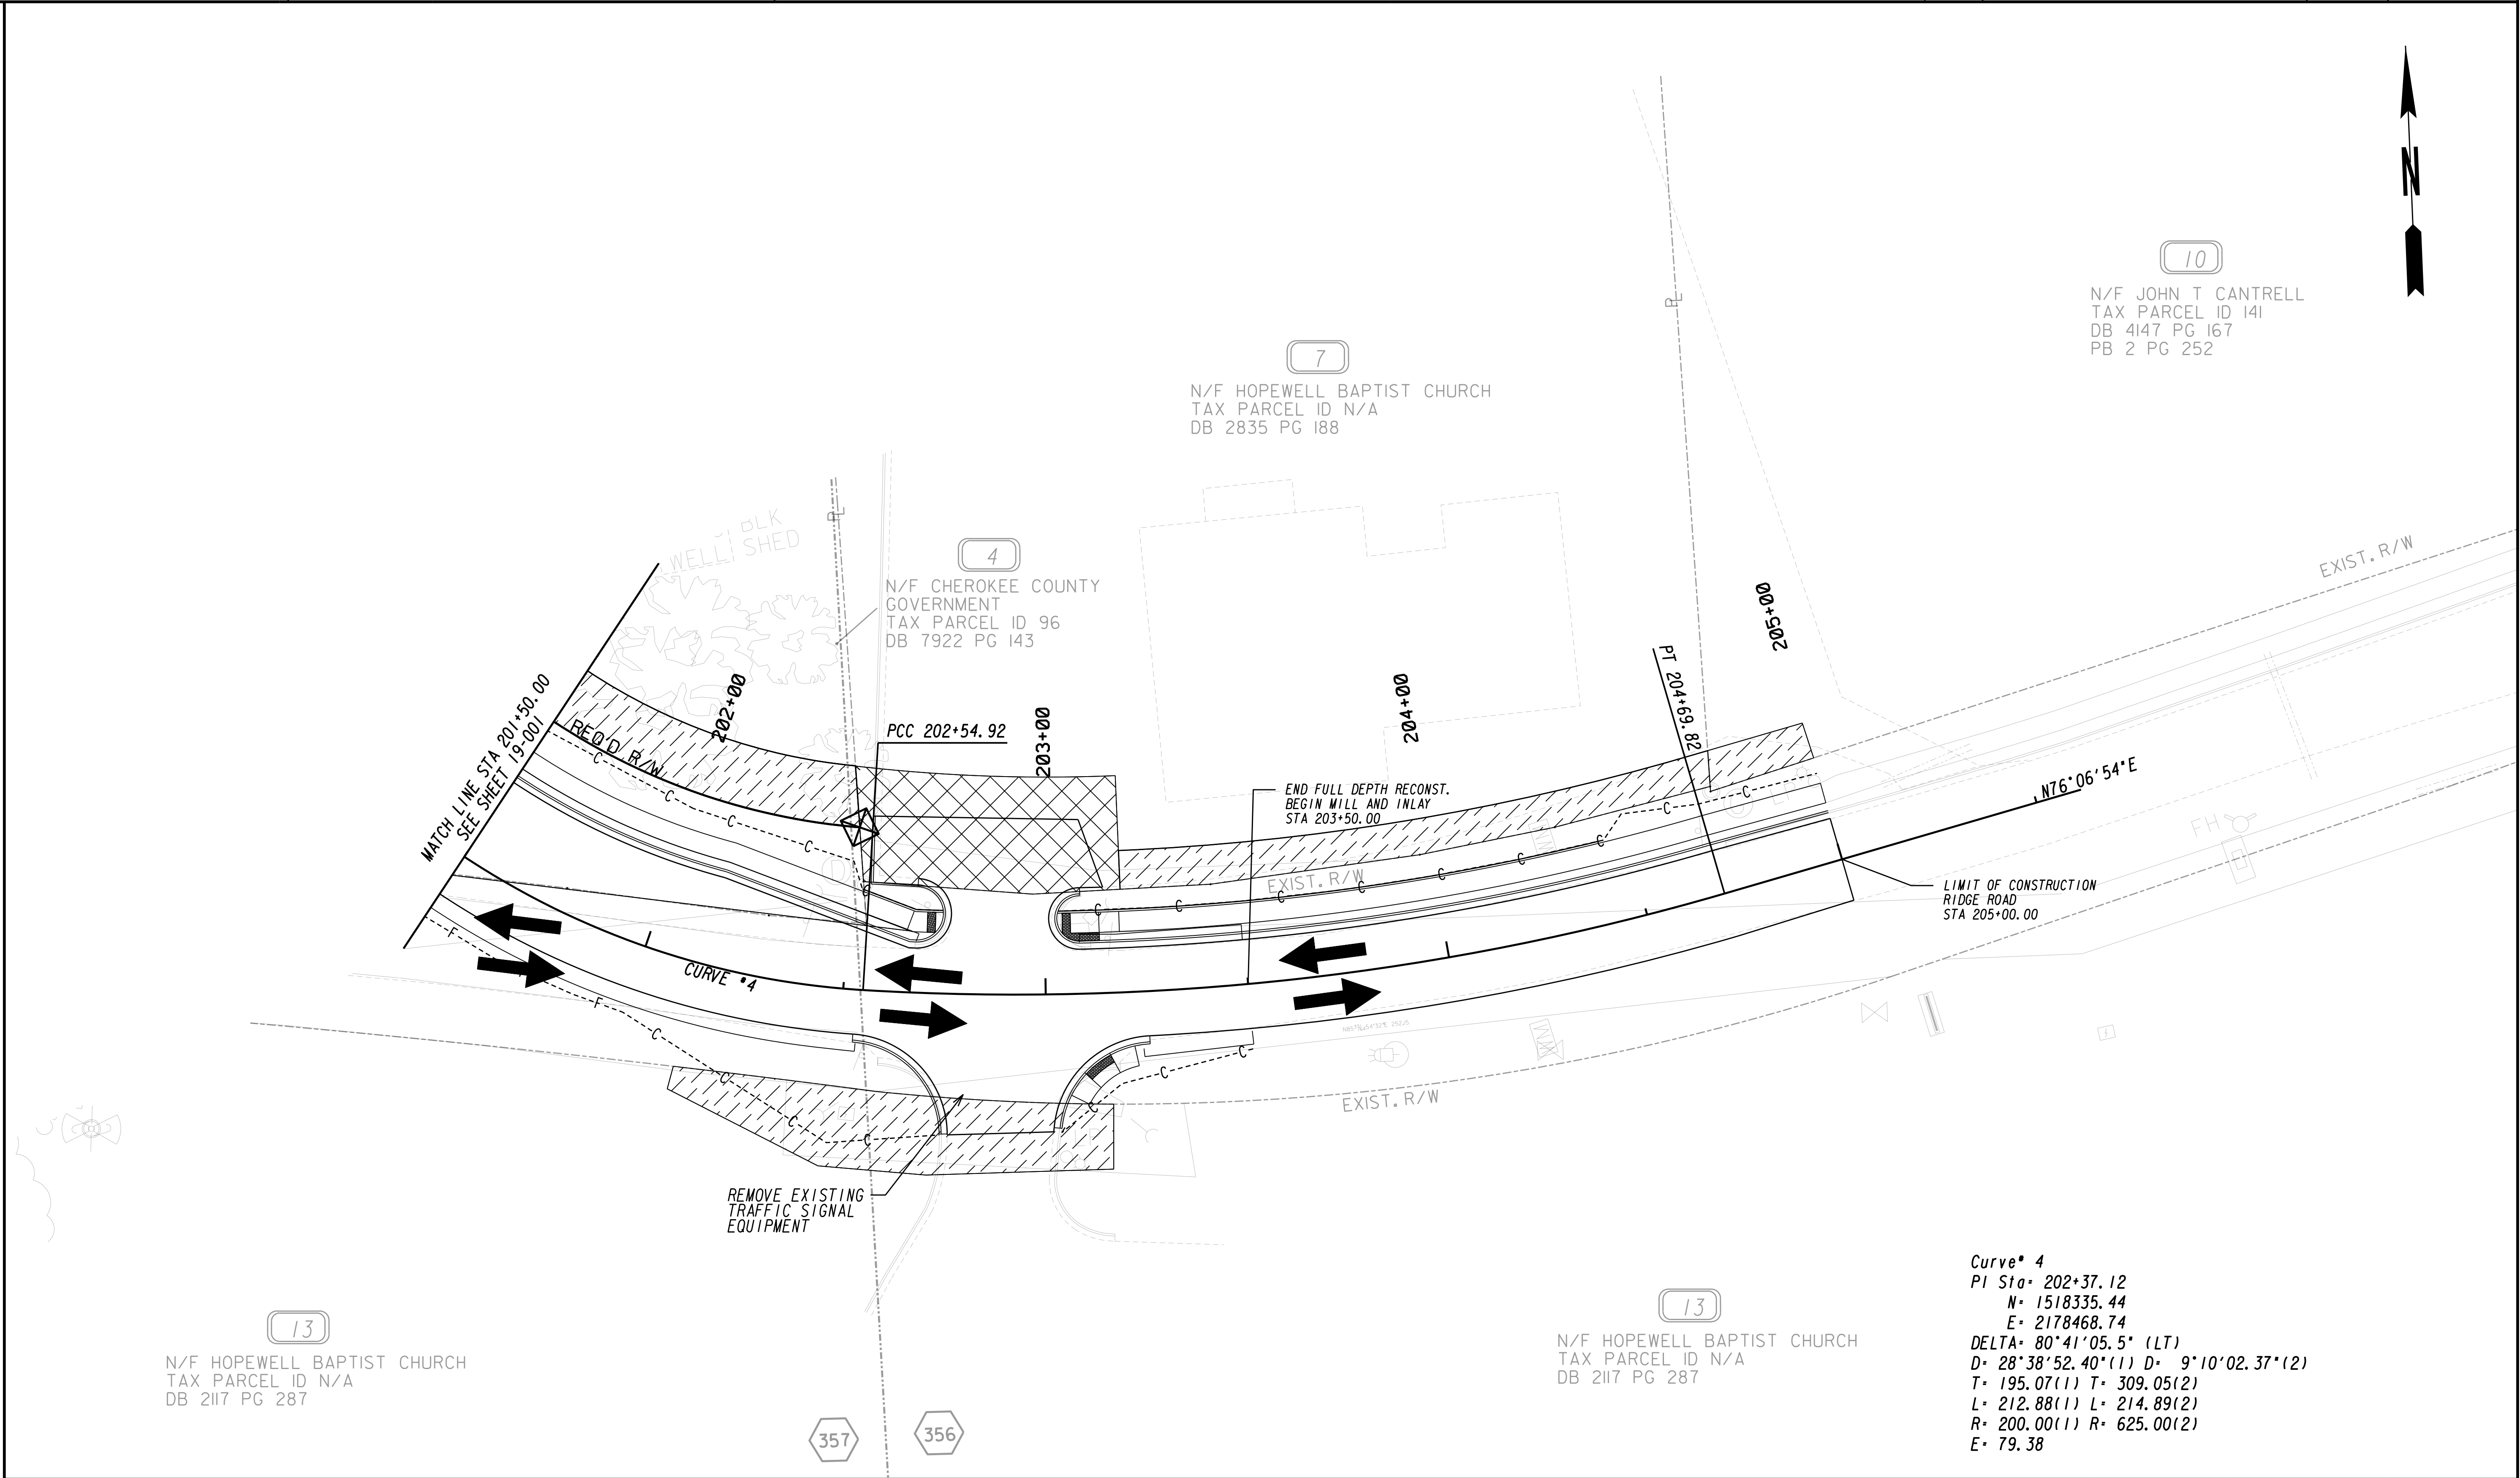 N
10
N/F JOHN T CANTRELL
TAX PARCEL ID 141
DB 4147 PG 167
PB 2 PG 252
7
N/F HOPEWELL BAPTIST CHURCH
TAX PARCEL ID N/A
DB 2835 PG 188
PL
PL
BLK
WELL SHED
4
N/F CHEROKEE COUNTY
GOVERNMENT
TAX PARCEL ID 96
DB 7922 PG 143
EXIST. R/W
MATCH LINE STA 201+50.00
SEE SHEET 19-001
REQ'D R/W
202+00
PCC 202+54.92
203+00
204+00
PT 204+69.82
205+00
END FULL DEPTH RECONST.
BEGIN MILL AND INLAY
STA 203+50.00
N76°06'54"E
FH
EXIST. R/W
LIMIT OF CONSTRUCTION
RIDGE ROAD
STA 205+00.00
CURVE #4
EXIST. R/W
REMOVE EXISTING
TRAFFIC SIGNAL
EQUIPMENT
13
N/F HOPEWELL BAPTIST CHURCH
TAX PARCEL ID N/A
DB 2117 PG 287
357
356
13
N/F HOPEWELL BAPTIST CHURCH
TAX PARCEL ID N/A
DB 2117 PG 287
Curve# 4
PI Sta= 202+37.12
N= 1518335.44
E= 2178468.74
DELTA= 80°41'05.5" (LT)
D= 28°38'52.40"(1) D= 9°10'02.37"(2)
T= 195.07(1) T= 309.05(2)
L= 212.88(1) L= 214.89(2)
R= 200.00(1) R= 625.00(2)
E= 79.38